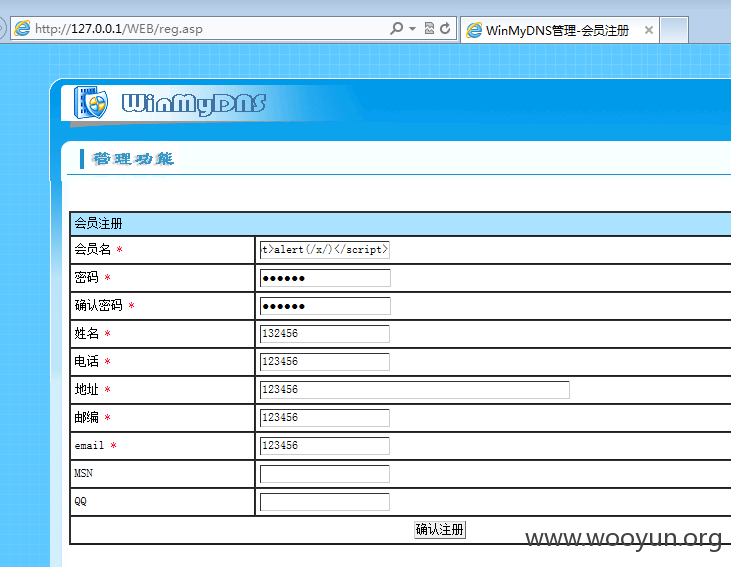 http://127.0.0.1/WEB/reg.asp
WinMyDNS管理-会员注册
WinMyDns
管理功能
会员注册
会员名 * t>alert(/x/)</script>
密码 * ●●●●●●
确认密码 * ●●●●●●
姓名 * 132456
电话 * 123456
地址 * 123456
邮编 * 123456
email * 123456
MSN
QQ
确认注册
www.wooyun.org